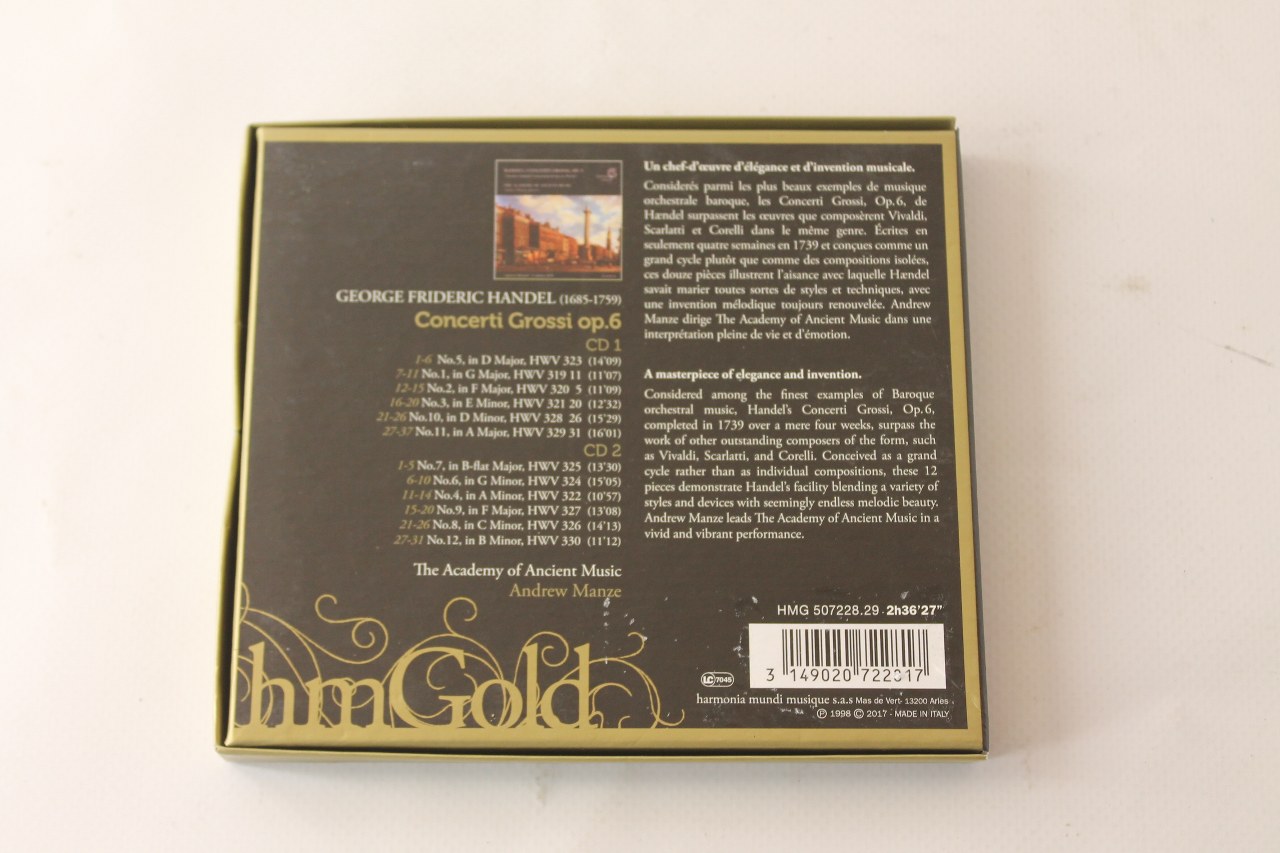 GEORGE FRIDERIC HANDEL (1685-1759)
Concerti Grossi op.6
CD 1
1-6 No.5, in D Major, HWV 323 (14'09)
7-11 No.1, in G Major, HWV 319 11 (11'07)
12-15 No.2, in F Major, HWV 320 5 (11'09)
16-20 No.3, in E Minor, HWV 321 20 (12'32)
21-26 No.10, in D Minor, HWV 328 26 (15'29)
27-37 No.11, in A Major, HWV 329 31 (16'01)
CD 2
1-5 No.7, in B-flat Major, HWV 325 (13'30)
6-10 No.6, in G Minor, HWV 324 (15'05)
11-14 No.4, in A Minor, HWV 322 (10'57)
15-20 No.9, in F Major, HWV 327 (13'08)
21-26 No.8, in C Minor, HWV 326 (14'13)
27-31 No.12, in B Minor, HWV 330 (11'12)
The Academy of Ancient Music
Andrew Manze
hmGold
Un chef-d'œuvre d'élégance et d'invention musicale.
Considerés parmi les plus beaux exemples de musique
orchestrale baroque, les Concerti Grossi, Op.6, de
Hændel surpassent les œuvres que composèrent Vivaldi,
Scarlatti et Corelli dans le même genre. Écrites en
seulement quatre semaines en 1739 et conçues comme un
grand cycle plutôt que comme des compositions isolées,
ces douze pièces illustrent l'aisance avec laquelle Hændel
savait marier toutes sortes de styles et techniques, avec
une invention mélodique toujours renouvelée. Andrew
Manze dirige The Academy of Ancient Music dans une
interprétation pleine de vie et d'émotion.
A masterpiece of elegance and invention.
Considered among the finest examples of Baroque
orchestral music, Handel's Concerti Grossi, Op.6,
completed in 1739 over a mere four weeks, surpass the
work of other outstanding composers of the form, such
as Vivaldi, Scarlatti, and Corelli. Conceived as a grand
cycle rather than as individual compositions, these 12
pieces demonstrate Handel's facility blending a variety of
styles and devices with seemingly endless melodic beauty.
Andrew Manze leads The Academy of Ancient Music in a
vivid and vibrant performance.
HMG 507228.29 2h36'27"
3 149020 722817
LC 7045
harmonia mundi musique s.a.s Mas de Vert- 13200 Arles
℗ 1998 © 2017 - MADE IN ITALY